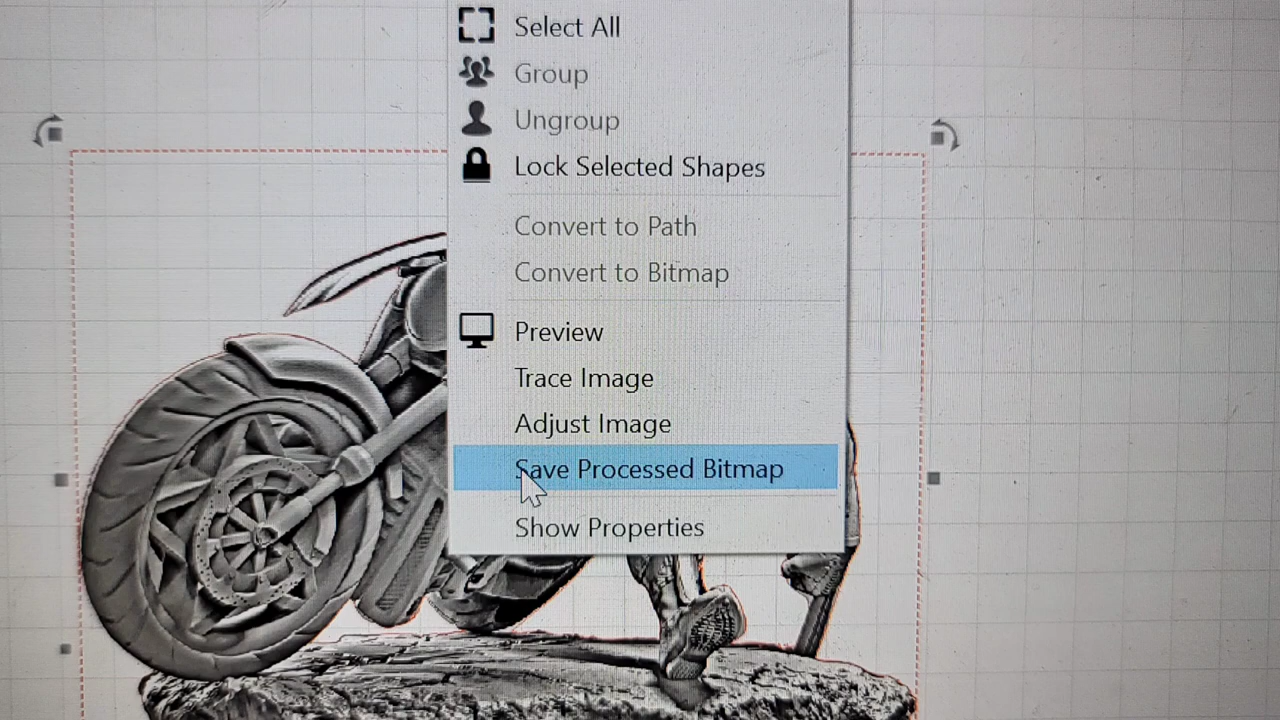 Select All
Group
Ungroup
Lock Selected Shapes
Convert to Path
Convert to Bitmap
Preview
Trace Image
Adjust Image
Save Processed Bitmap
Show Properties